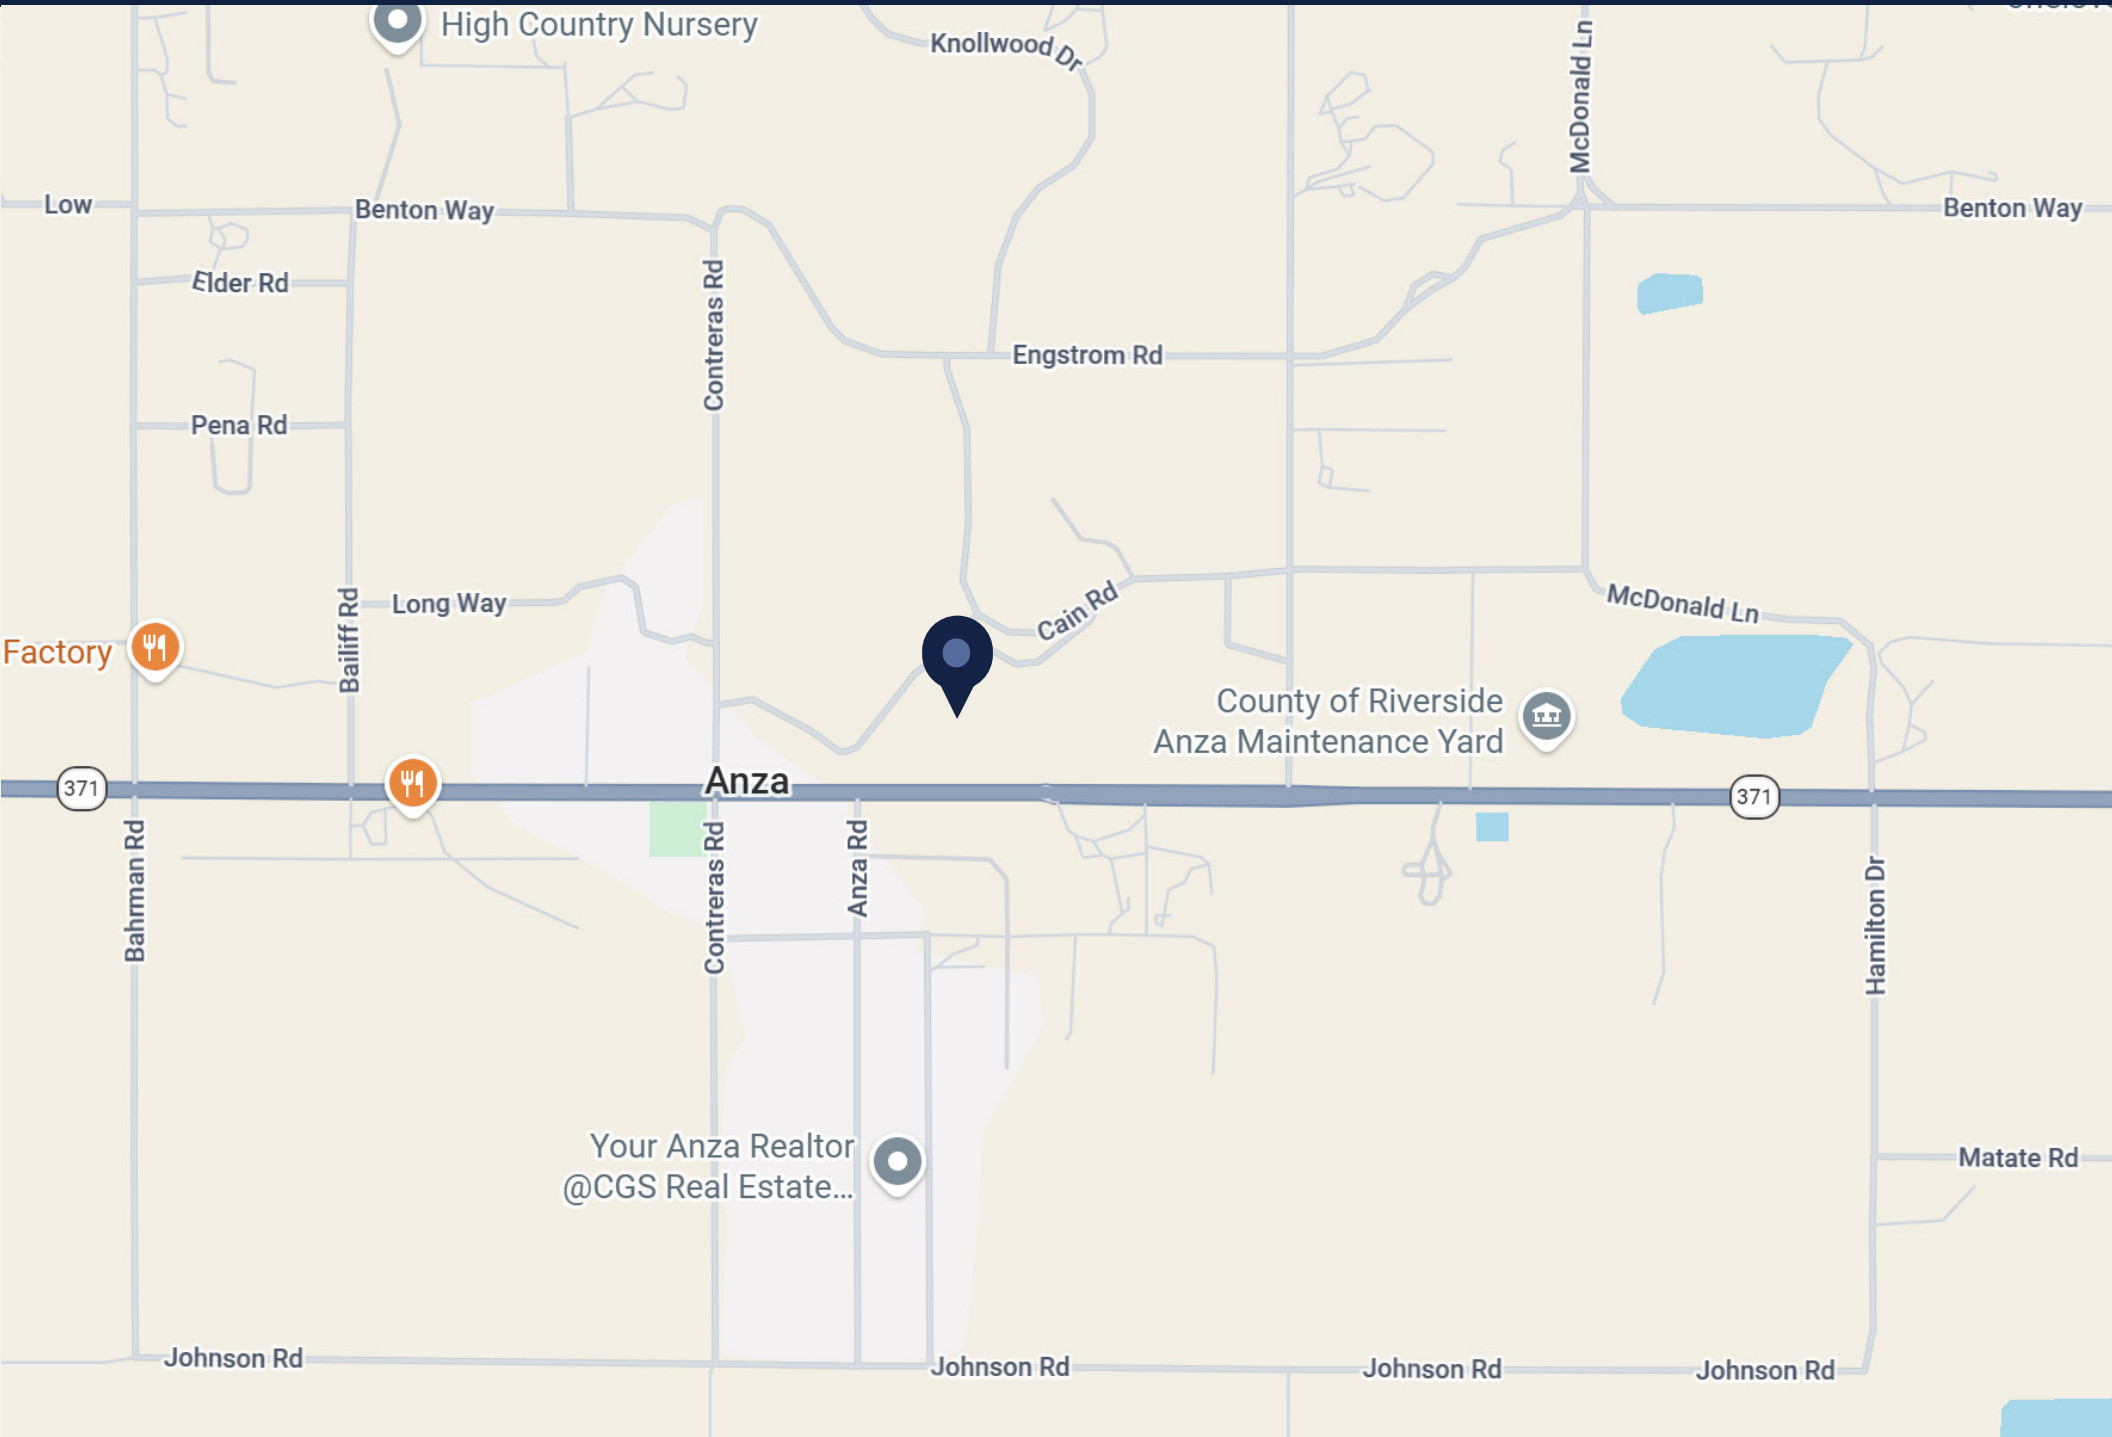 High Country Nursery
Knollwood Dr
McDonald Ln
Low
Benton Way
Benton Way
Elder Rd
Contreras Rd
Engstrom Rd
Pena Rd
Long Way
Bailiff Rd
Cain Rd
McDonald Ln
Factory
County of Riverside
Anza Maintenance Yard
371
Anza
371
Bahrman Rd
Contreras Rd
Anza Rd
Hamilton Dr
Your Anza Realtor
@CGS Real Estate...
Matate Rd
Johnson Rd
Johnson Rd
Johnson Rd
Johnson Rd